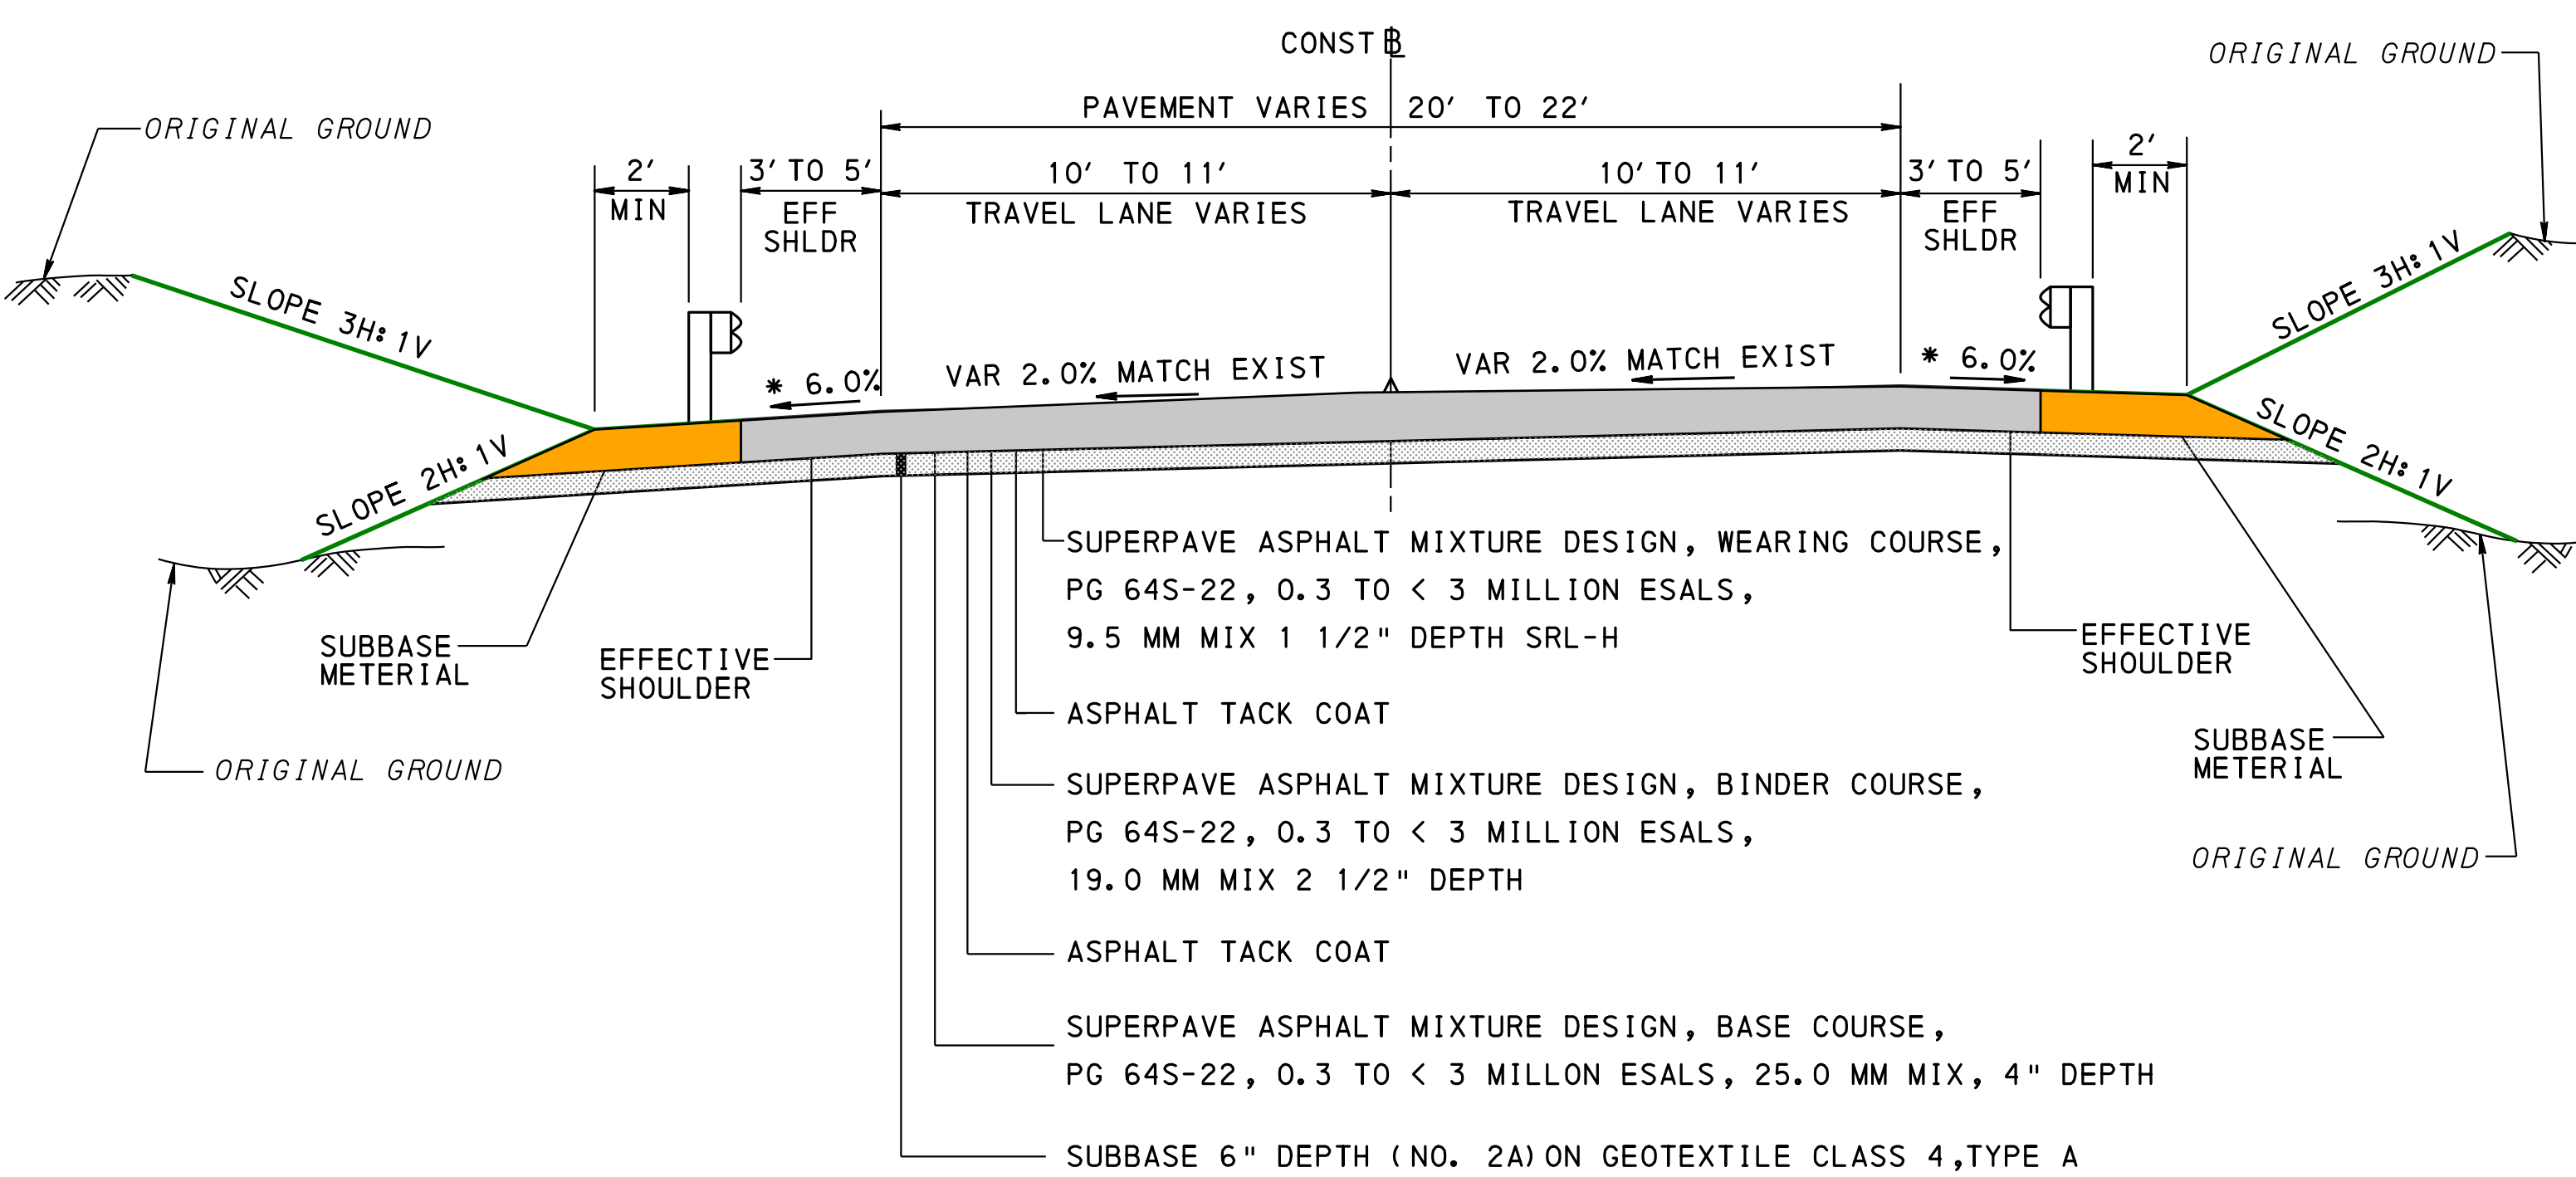 CONST B
ORIGINAL GROUND
PAVEMENT VARIES 20' TO 22'
ORIGINAL GROUND
2'
MIN
3' TO 5'
EFF
SHLDR
10' TO 11'
TRAVEL LANE VARIES
10' TO 11'
TRAVEL LANE VARIES
3' TO 5'
EFF
SHLDR
2'
MIN
SLOPE 3H:1V
SLOPE 3H:1V
* 6.0%
VAR 2.0% MATCH EXIST
VAR 2.0% MATCH EXIST
* 6.0%
SLOPE 2H:1V
SLOPE 2H:1V
SUPERPAVE ASPHALT MIXTURE DESIGN, WEARING COURSE,
PG 64S-22, 0.3 TO < 3 MILLION ESALS,
9.5 MM MIX 1 1/2" DEPTH SRL-H
SUBBASE
METERIAL
EFFECTIVE
SHOULDER
EFFECTIVE
SHOULDER
ASPHALT TACK COAT
SUBBASE
METERIAL
ORIGINAL GROUND
SUPERPAVE ASPHALT MIXTURE DESIGN, BINDER COURSE,
PG 64S-22, 0.3 TO < 3 MILLION ESALS,
19.0 MM MIX 2 1/2" DEPTH
ORIGINAL GROUND
ASPHALT TACK COAT
SUPERPAVE ASPHALT MIXTURE DESIGN, BASE COURSE,
PG 64S-22, 0.3 TO < 3 MILLON ESALS, 25.0 MM MIX, 4" DEPTH
SUBBASE 6" DEPTH (NO. 2A) ON GEOTEXTILE CLASS 4,TYPE A